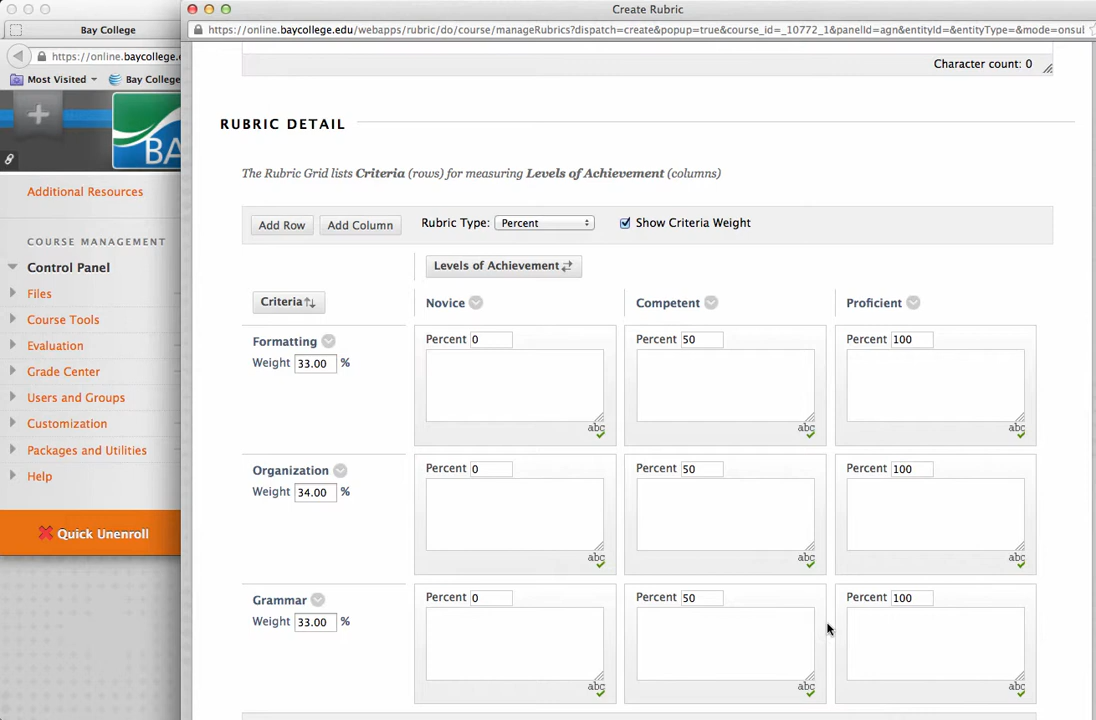 Create Rubric
Bay College
https://online.baycollege.edu/webapps/rubric/do/course/manageRubrics?dispatch=create&popup=true&course_id=_10772_1&panelId=agn&entityId=&entityType=&mode=onsul
https://online.baycollege.e
Most Visited
Bay College
Character count: 0
BA
RUBRIC DETAIL
The Rubric Grid lists Criteria (rows) for measuring Levels of Achievement (columns)
Additional Resources
Add Row Add Column Rubric Type: Percent Show Criteria Weight
COURSE MANAGEMENT
Control Panel
Levels of Achievement
Files
Criteria Novice Competent Proficient
Course Tools
Evaluation
Formatting Percent 0 Percent 50 Percent 100
Weight 33.00 %
Grade Center
Users and Groups
Customization
abc abc abc
Packages and Utilities
Organization Percent 0 Percent 50 Percent 100
Help
Weight 34.00 %
Quick Unenroll
abc abc abc
Grammar Percent 0 Percent 50 Percent 100
Weight 33.00 %
abc abc abc